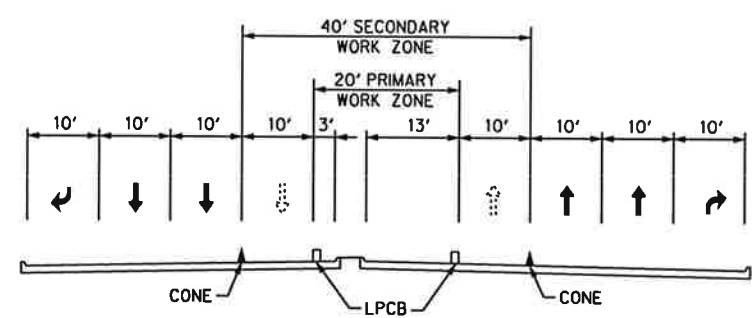 40' SECONDARY
WORK ZONE
20' PRIMARY
WORK ZONE
10' 10' 10' 10' 3' 13' 10' 10' 10' 10'
CONE LPCB CONE